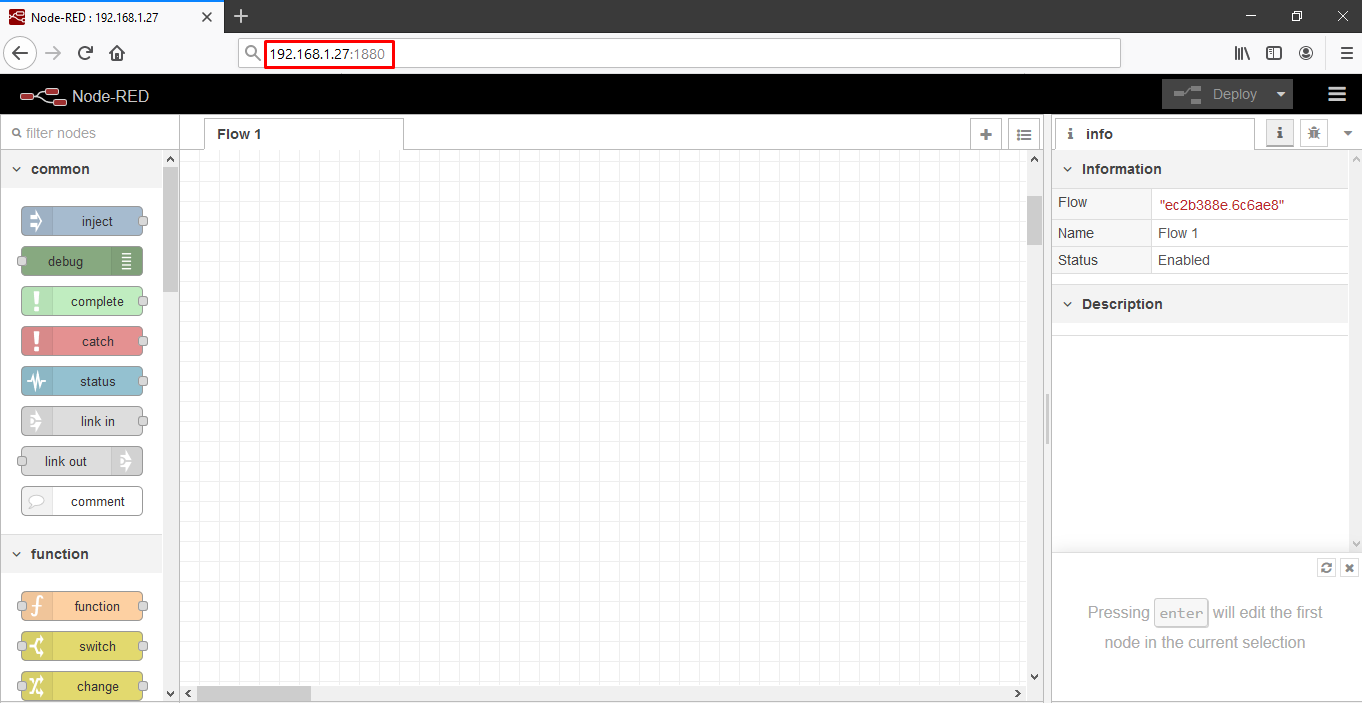 Node-RED : 192.168.1.27
192.168.1.27:1880
Node-RED
Deploy
filter nodes
Flow 1
i info
i
common
inject
debug
complete
catch
status
link in
link out
comment
function
function
switch
change
Information
Flow "ec2b388e.6c6ae8"
Name Flow 1
Status Enabled
Description
Pressing enter will edit the first
node in the current selection